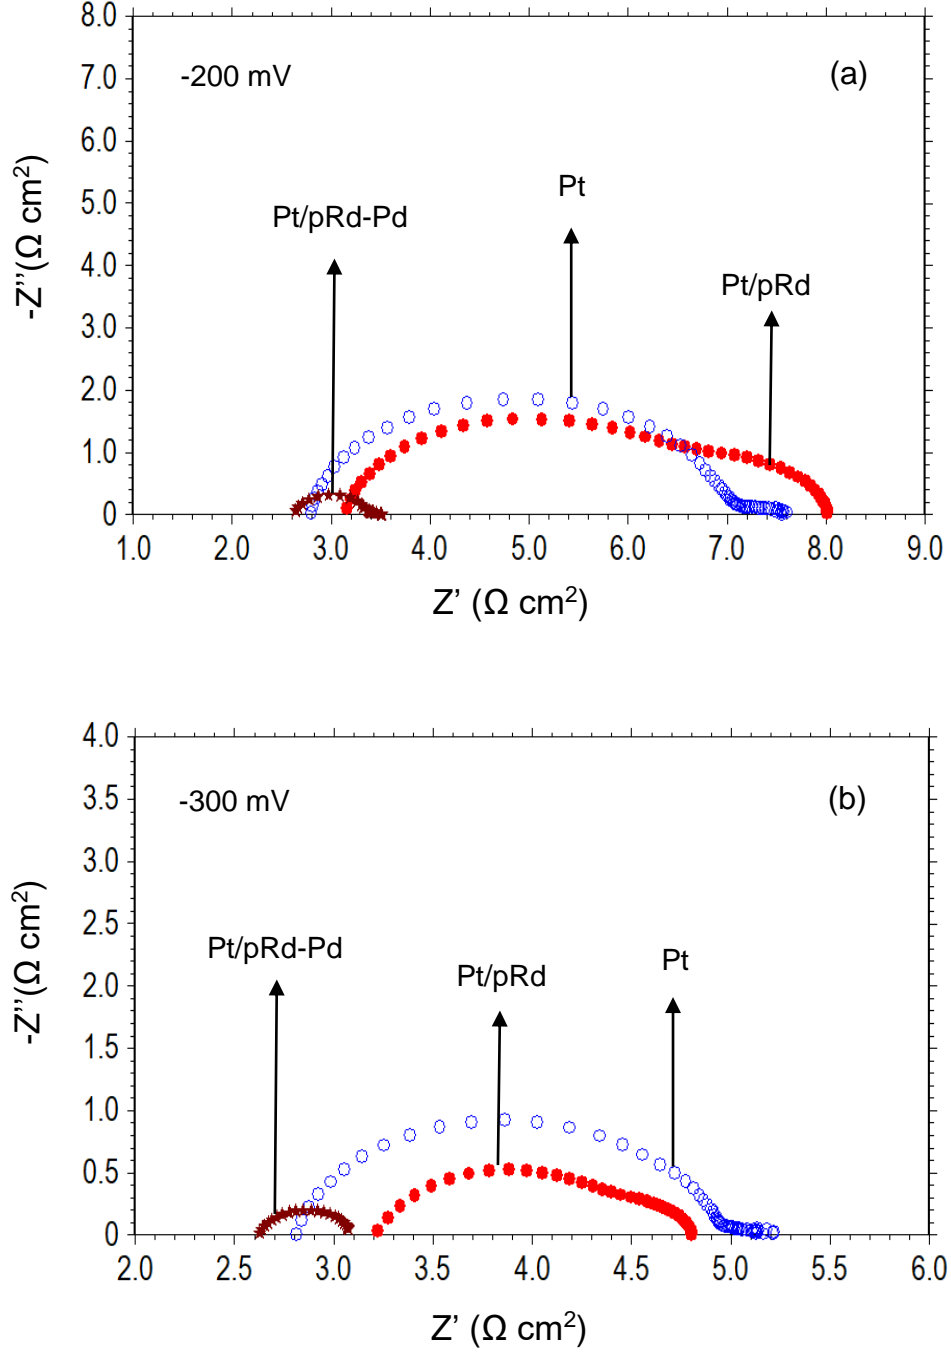 8.0
7.0
6.0
5.0
4.0
3.0
2.0
1.0
0
-200 mV
(a)
Pt
Pt/pRd-Pd
Pt/pRd
-Z”(Ω cm2)
1.0 2.0 3.0 4.0 5.0 6.0 7.0 8.0 9.0
Z’ (Ω cm2)
4.0
3.5
3.0
2.5
2.0
1.5
1.0
0.5
0
-300 mV
(b)
Pt/pRd-Pd
Pt/pRd
Pt
-Z”(Ω cm2)
2.0 2.5 3.0 3.5 4.0 4.5 5.0 5.5 6.0
Z’ (Ω cm2)